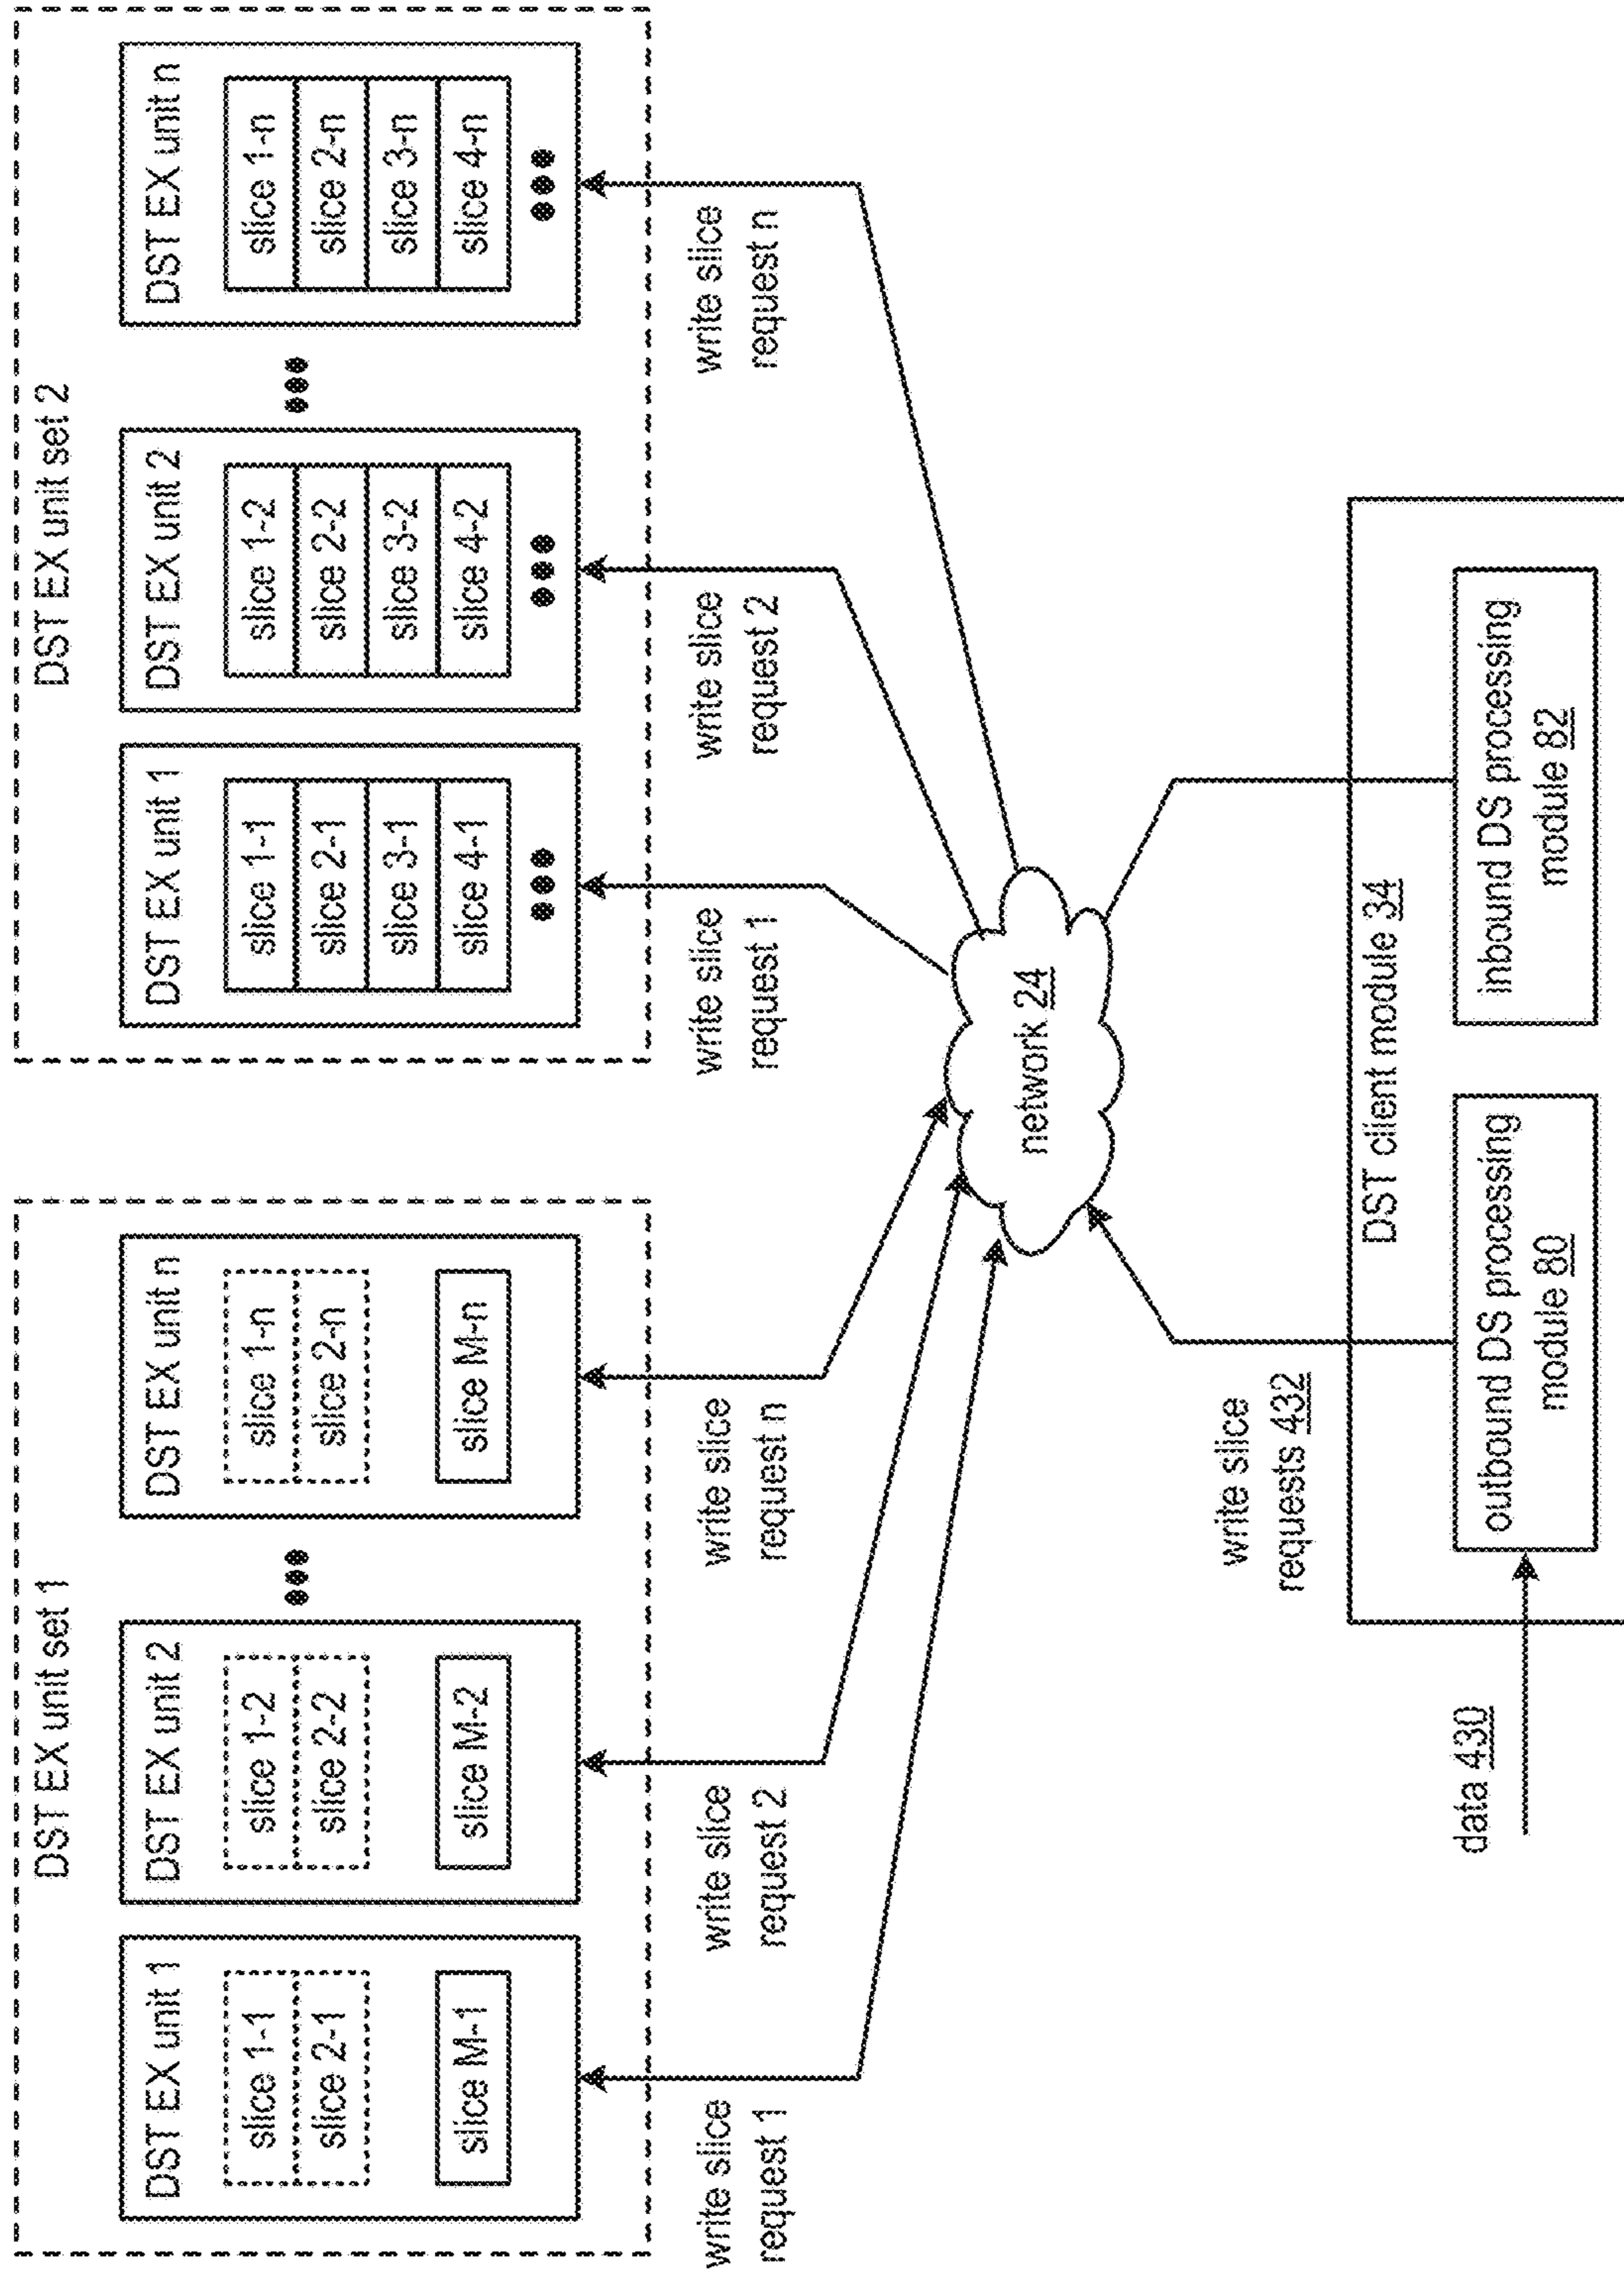 DST EX unit set 1
DST EX unit 1
slice 1-1
slice 2-1
slice M-1
DST EX unit 2
slice 1-2
slice 2-2
slice M-2
DST EX unit n
slice 1-n
slice 2-n
slice M-n
DST EX unit set 2
DST EX unit 1
slice 1-1
slice 2-1
slice 3-1
slice 4-1
DST EX unit 2
slice 1-2
slice 2-2
slice 3-2
slice 4-2
DST EX unit n
slice 1-n
slice 2-n
slice 3-n
slice 4-n
write slice
request 1
write slice
request 2
write slice
request n
write slice
request 1
write slice
request 2
write slice
request n
network 24
write slice
requests 432
DST client module 34
data 430
outbound DS processing
module 80
inbound DS processing
module 82